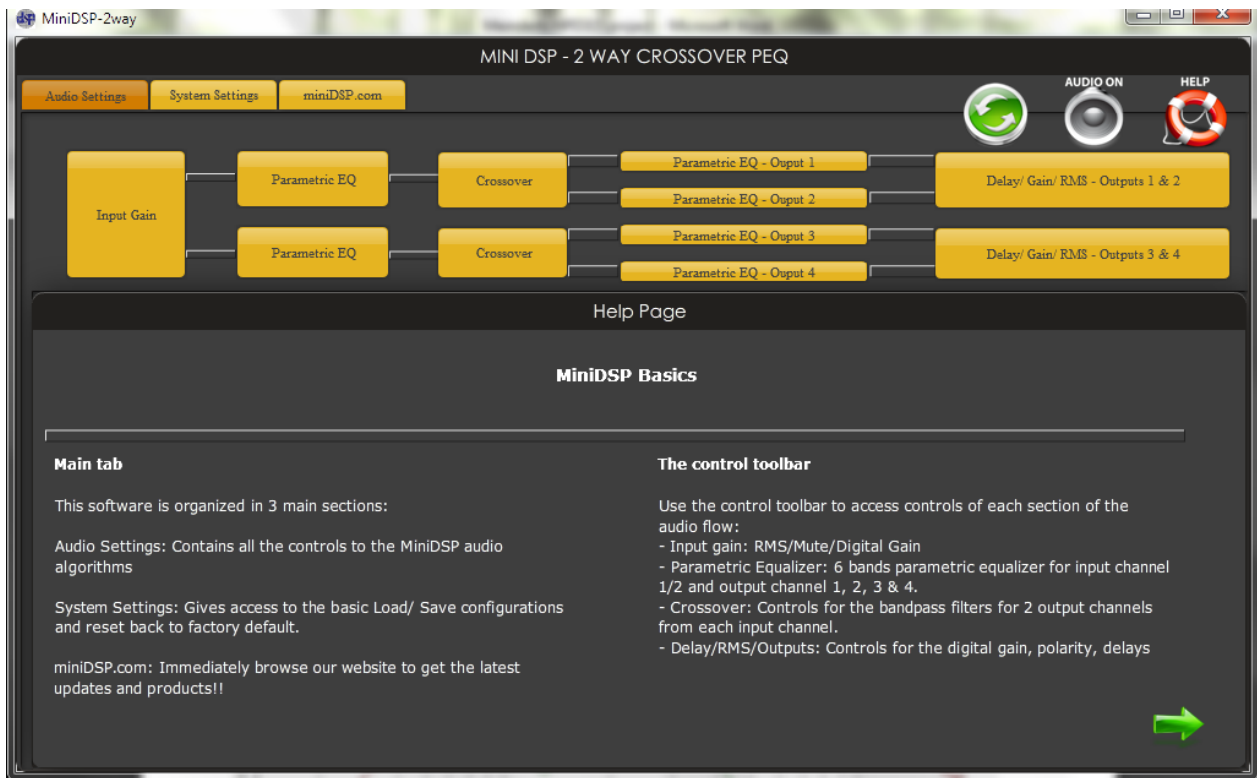 MiniDSP-2way
MINI DSP - 2 WAY CROSSOVER PEQ
Audio Settings
System Settings
miniDSP.com
AUDIO ON
HELP
Input Gain
Parametric EQ
Crossover
Parametric EQ - Ouput 1
Parametric EQ - Ouput 2
Delay/ Gain/ RMS - Outputs 1 & 2
Parametric EQ
Crossover
Parametric EQ - Ouput 3
Parametric EQ - Ouput 4
Delay/ Gain/ RMS - Outputs 3 & 4
Help Page
MiniDSP Basics
Main tab
This software is organized in 3 main sections:
Audio Settings: Contains all the controls to the MiniDSP audio
algorithms
System Settings: Gives access to the basic Load/ Save configurations
and reset back to factory default.
miniDSP.com: Immediately browse our website to get the latest
updates and products!!
The control toolbar
Use the control toolbar to access controls of each section of the
audio flow:
- Input gain: RMS/Mute/Digital Gain
- Parametric Equalizer: 6 bands parametric equalizer for input channel
1/2 and output channel 1, 2, 3 & 4.
- Crossover: Controls for the bandpass filters for 2 output channels
from each input channel.
- Delay/RMS/Outputs: Controls for the digital gain, polarity, delays